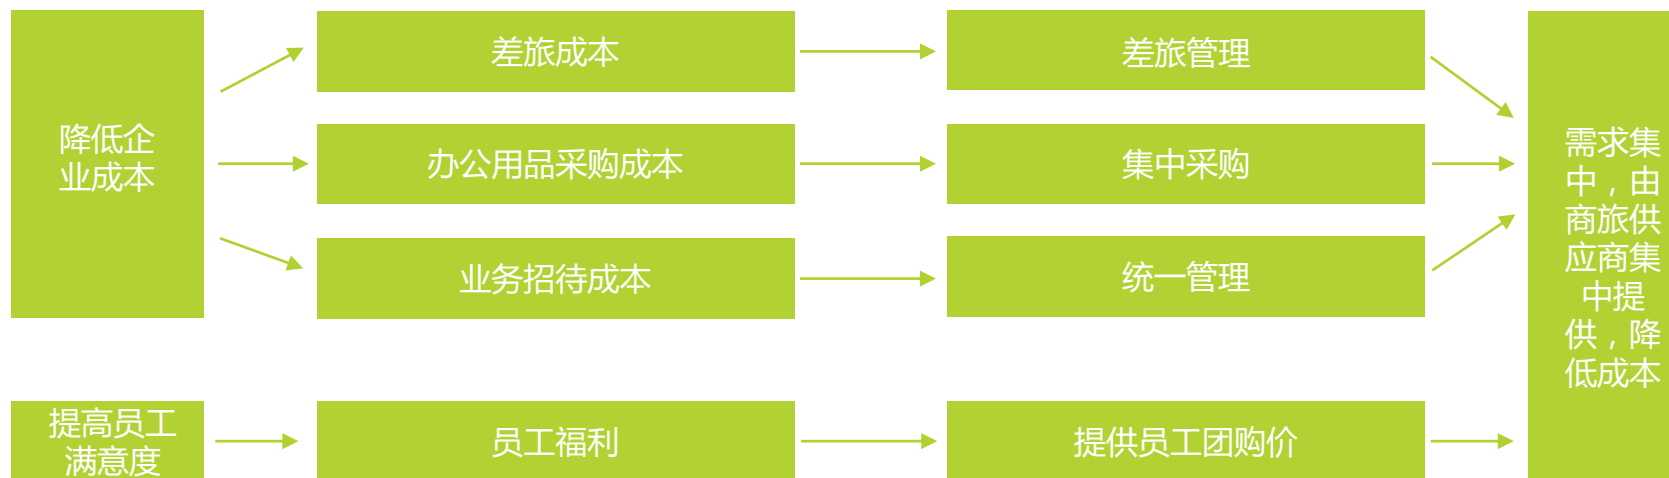 降低企
业成本
差旅成本
差旅管理
办公用品采购成本
集中采购
业务招待成本
统一管理
需求集
中，由
商旅供
应商集
中提
供，降
低成本
提高员工
满意度
员工福利
提供员工团购价